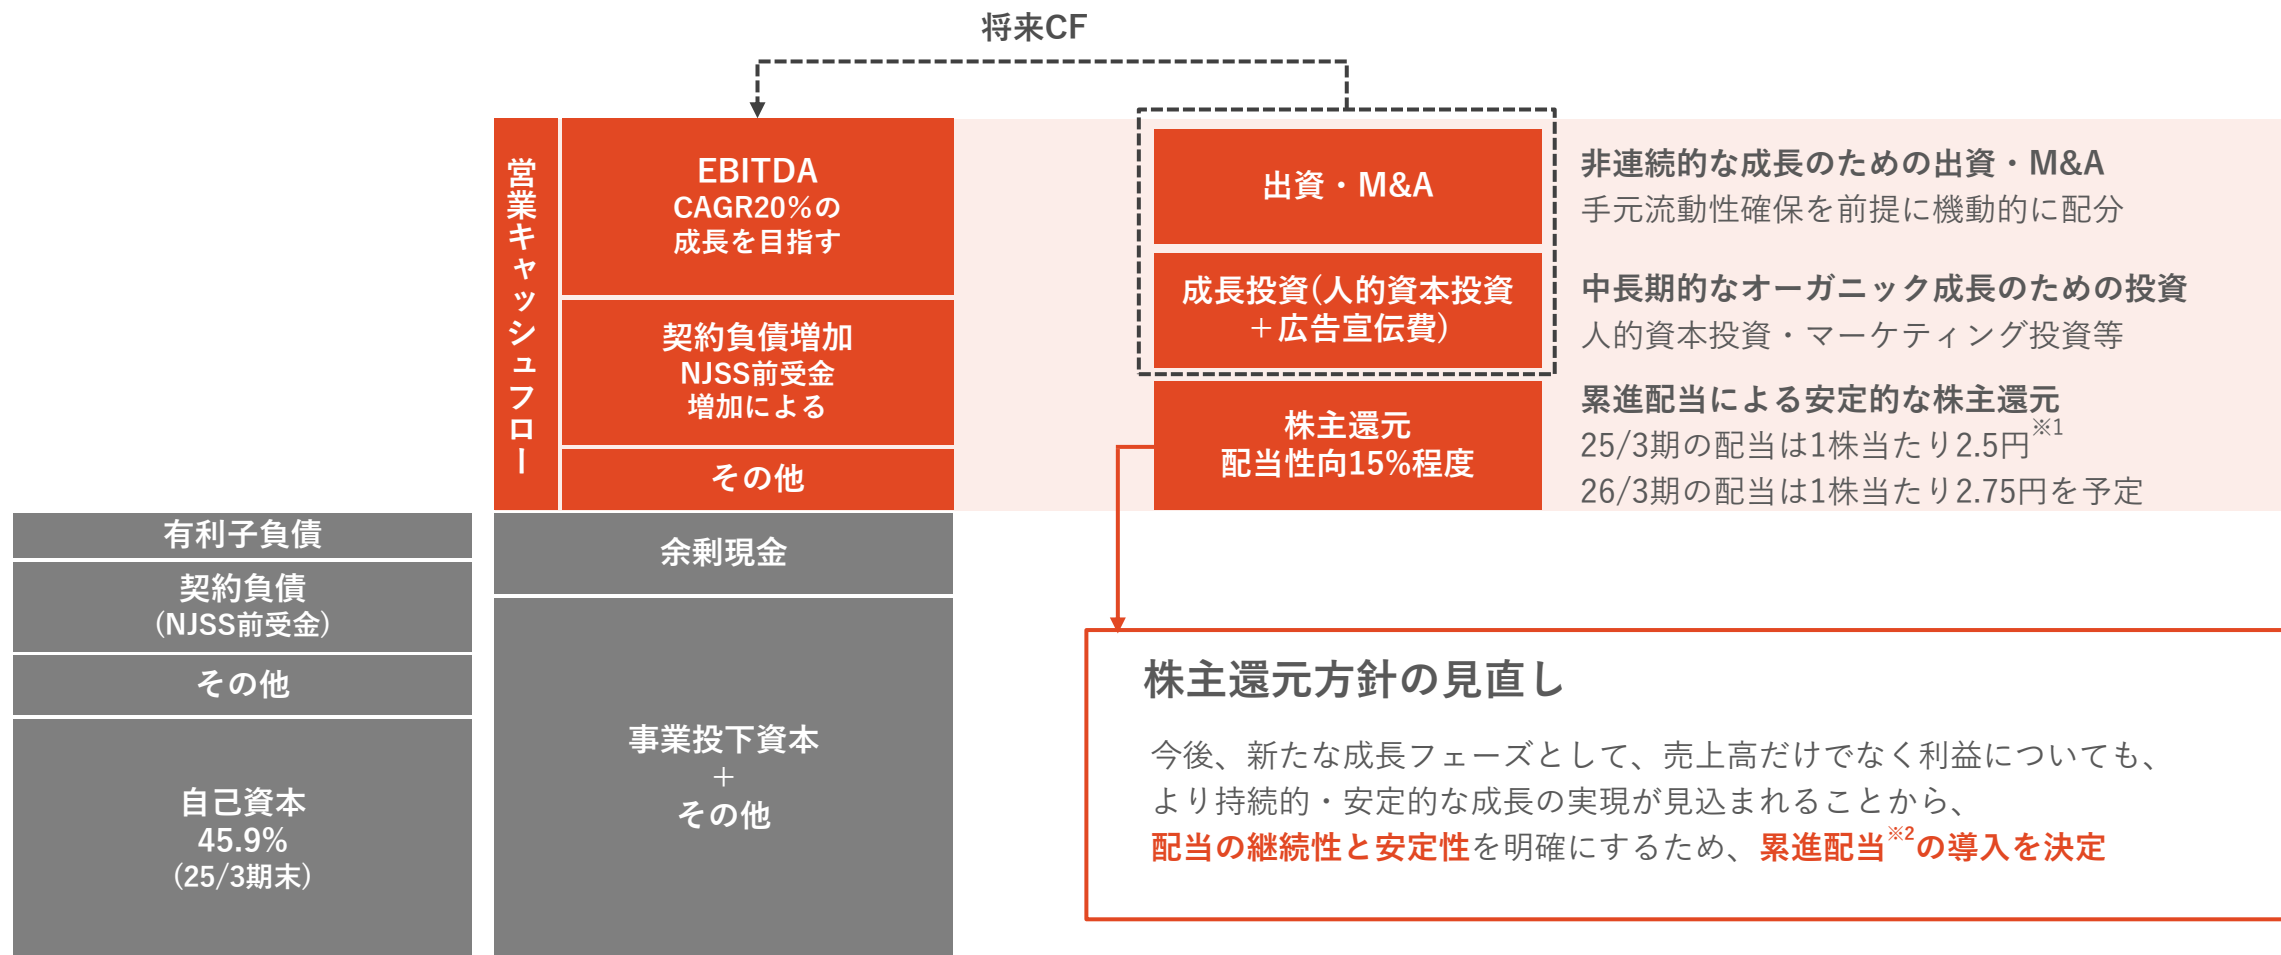 将来CF
営業キャッシュフロー
EBITDA
CAGR20%の
成長を目指す
契約負債増加
NJSS前受金
増加による
その他
出資・M&A
成長投資(人的資本投資
＋広告宣伝費)
株主還元
配当性向15%程度
非連続的な成長のための出資・M&A
手元流動性確保を前提に機動的に配分
中長期的なオーガニック成長のための投資
人的資本投資・マーケティング投資等
累進配当による安定的な株主還元
25/3期の配当は1株当たり2.5円※1
26/3期の配当は1株当たり2.75円を予定
有利子負債
契約負債
(NJSS前受金)
その他
自己資本
45.9%
(25/3期末)
余剰現金
事業投下資本
＋
その他
株主還元方針の見直し
今後、新たな成長フェーズとして、売上高だけでなく利益についても、
より持続的・安定的な成長の実現が見込まれることから、
配当の継続性と安定性を明確にするため、累進配当※2の導入を決定